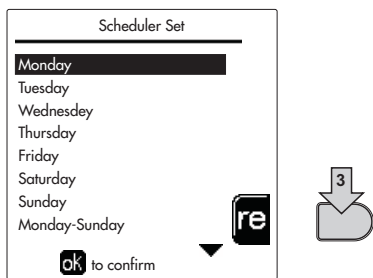 Scheduler Set
Monday
Tuesday
Wednesdey
Thursday
Friday
Saturday
Sunday
Monday-Sunday
re
ok to confirm
3